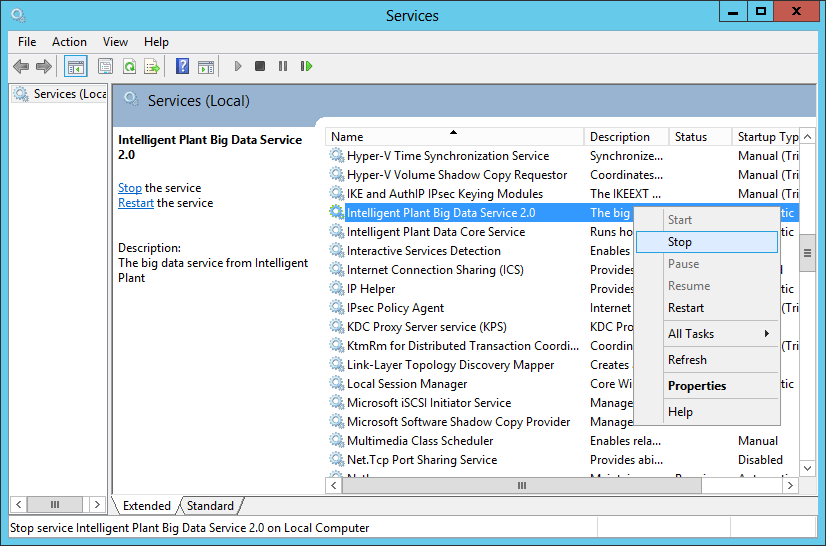 Services
File Action View Help
Services (Loca
Services (Local)
Intelligent Plant Big Data Service
2.0
Stop the service
Restart the service
Description:
The big data service from Intelligent
Plant
Name Description Status Startup Typ
Hyper-V Time Synchronization Service Synchronize... Manual (Tri
Hyper-V Volume Shadow Copy Requestor Coordinates... Manual (Tri
IKE and AuthIP IPsec Keying Modules The IKEEXT ... Manual (Tri
Intelligent Plant Big Data Service 2.0 The big
Intelligent Plant Data Core Service Runs ho
Interactive Services Detection Enables
Internet Connection Sharing (ICS) Provides
IP Helper Provides
IPsec Policy Agent Internet
KDC Proxy Server service (KPS) KDC Pro
KtmRm for Distributed Transaction Coordi... Coordin
Link-Layer Topology Discovery Mapper Creates
Local Session Manager Core Wi
Microsoft iSCSI Initiator Service Manage
Microsoft Software Shadow Copy Provider Manage
Multimedia Class Scheduler Enables rela... Manual
Net.Tcp Port Sharing Service Provides abi... Disabled
Start
Stop
Pause
Resume
Restart
All Tasks
Refresh
Properties
Help
Extended Standard
Stop service Intelligent Plant Big Data Service 2.0 on Local Computer